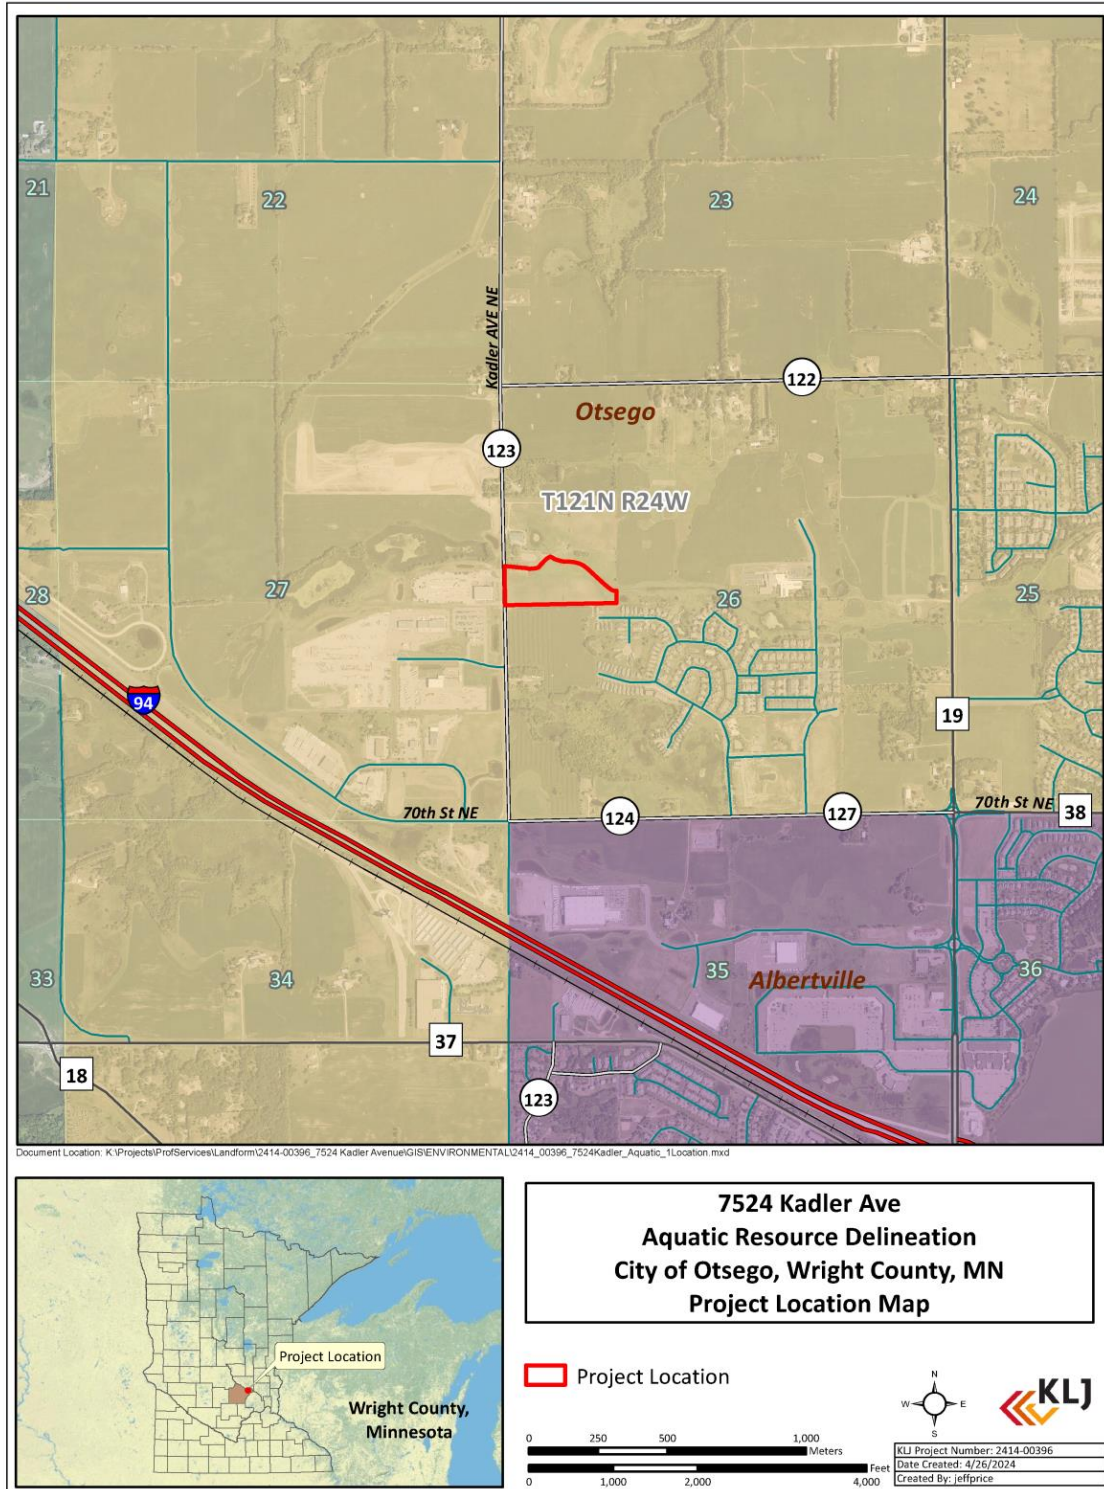 21
22
23
24
Kadler AVE NE
122
Otsego
123
T121N R24W
28
27
26
25
94
19
70th St NE
124
127
70th St NE
38
33
34
35
Albertville
36
37
18
123
Document Location: K:\Projects\ProfServices\Landform\2414-00396_7524 Kadler Avenue\GIS\ENVIRONMENTAL\2414_00396_7524Kadler_Aquatic_1Location.mxd
Project Location
Wright County,
Minnesota
7524 Kadler Ave
Aquatic Resource Delineation
City of Otsego, Wright County, MN
Project Location Map
Project Location
N
W
E
S
KLJ
0 250 500 1,000
Meters
Feet
0 1,000 2,000 4,000
KLJ Project Number: 2414-00396
Date Created: 4/26/2024
Created By: jeffprice